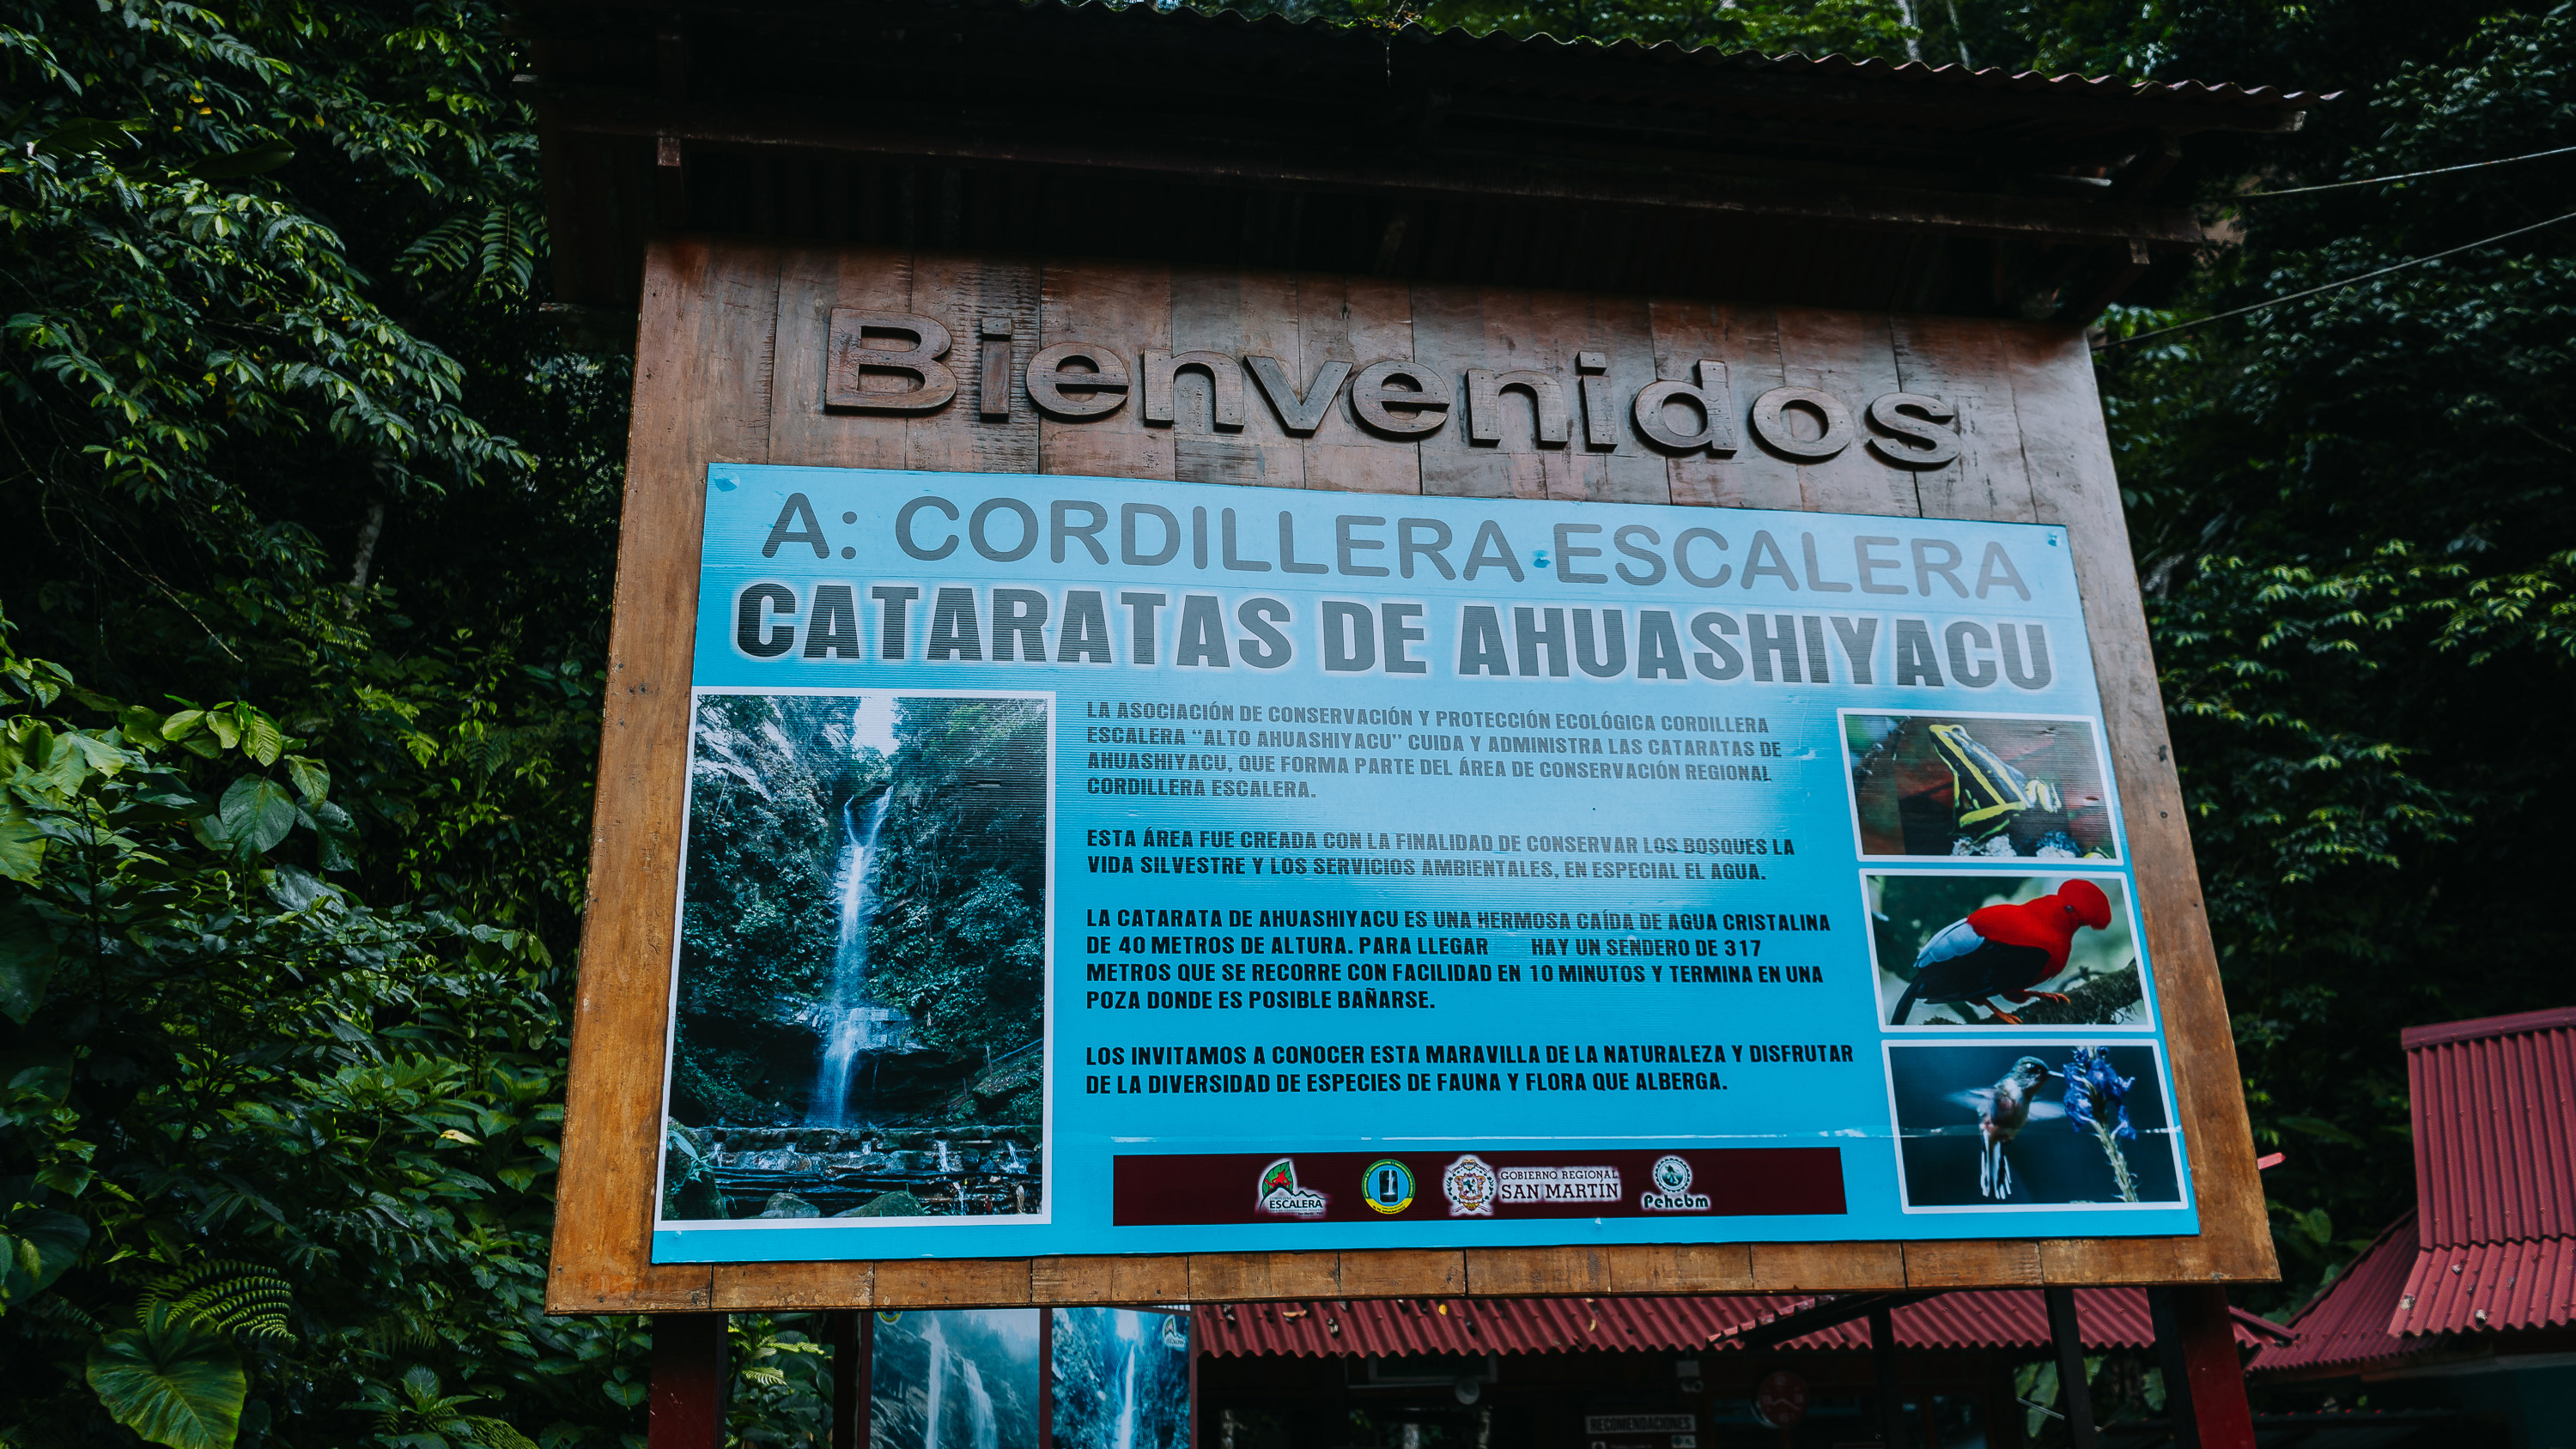 Bienvenidos
A: CORDILLERA ESCALERA
CATARATAS DE AHUASHIYACU
LA ASOCIACIÓN DE CONSERVACIÓN Y PROTECCIÓN ECOLÓGICA CORDILLERA
ESCALERA “ALTO AHUASHIYACU” CUIDA Y ADMINISTRA LAS CATARATAS DE
AHUASHIYACU, QUE FORMA PARTE DEL ÁREA DE CONSERVACIÓN REGIONAL
CORDILLERA ESCALERA.
ESTA ÁREA FUE CREADA CON LA FINALIDAD DE CONSERVAR LOS BOSQUES LA
VIDA SILVESTRE Y LOS SERVICIOS AMBIENTALES, EN ESPECIAL EL AGUA.
LA CATARATA DE AHUASHIYACU ES UNA HERMOSA CAÍDA DE AGUA CRISTALINA
DE 40 METROS DE ALTURA. PARA LLEGAR HAY UN SENDERO DE 317
METROS QUE SE RECORRE CON FACILIDAD EN 10 MINUTOS Y TERMINA EN UNA
POZA DONDE ES POSIBLE BAÑARSE.
LOS INVITAMOS A CONOCER ESTA MARAVILLA DE LA NATURALEZA Y DISFRUTAR
DE LA DIVERSIDAD DE ESPECIES DE FAUNA Y FLORA QUE ALBERGA.
ESCALERA
GOBIERNO REGIONAL
SAN MARTÍN
Pehcbm
RECOMENDACIONES